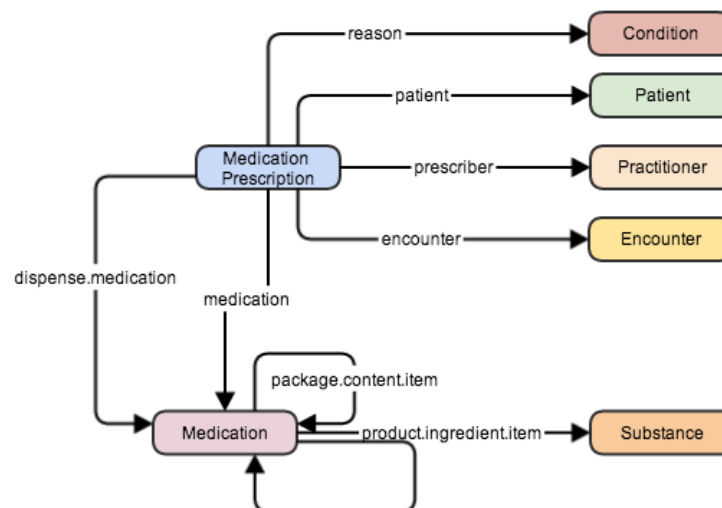 reason
Condition
patient
Patient
Medication
Prescription
prescriber
Practitioner
encounter
Encounter
dispense.medication
medication
package.content.item
Medication
product.ingredient.item
Substance